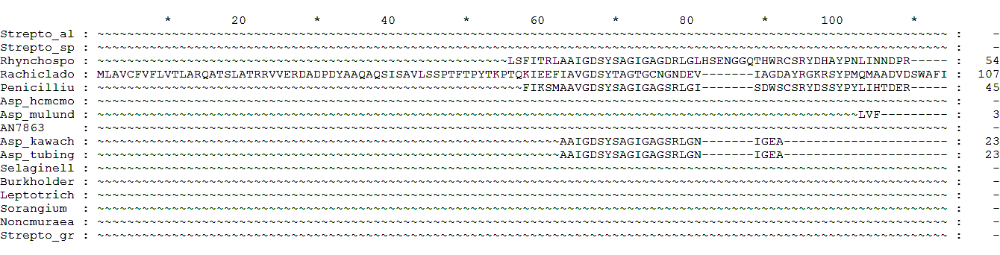 * 20 * 40 * 60 * 80 * 100 *
Strepto_al : ~~~~~~~~~~~~~~~~~~~~~~~~~~~~~~~~~~~~~~~~~~~~~~~~~~~~~~~~~~~~~~~~~~~~~~~~~~~~~~~~~~~~~~~~~~~~~~~~~~~~~~~~~~~~~~~~~~ : -
Strepto_sp : ~~~~~~~~~~~~~~~~~~~~~~~~~~~~~~~~~~~~~~~~~~~~~~~~~~~~~~~~~~~~~~~~~~~~~~~~~~~~~~~~~~~~~~~~~~~~~~~~~~~~~~~~~~~~~~~~~~ : -
Rhynchospo : ~~~~~~~~~~~~~~~~~~~~~~~~~~~~~~~~~~~~~~~~~~~~~~~~~~~~~~~LSFITRLAAIGDSYSAGIGAGDRLGLHSENGGQTHWRCSRYDHAYPNLINNDPR----- : 54
Rachiclado : MLAVCFVFLVTLARQATSLATRRVVERDADPDYAAQAQSISAVLSSPTFTPYTKPTQKIEEFIAVGDSYTAGTGCNGNDEV-------IAGDAYRGKRSYPMQMAADVDSWAFI : 107
Penicilliu : ~~~~~~~~~~~~~~~~~~~~~~~~~~~~~~~~~~~~~~~~~~~~~~~~~~~~~~~~~FIKSMAAVGDSYSAGIGAGSRLGI-------SDWSCSRYDSSYPYLIHTDER----- : 45
Asp_hcmcmo : ~~~~~~~~~~~~~~~~~~~~~~~~~~~~~~~~~~~~~~~~~~~~~~~~~~~~~~~~~~~~~~~~~~~~~~~~~~~~~~~~~~~~~~~~~~~~~~~~~~~~~~~~~~~~~~~~~~ : -
Asp_mulund : ~~~~~~~~~~~~~~~~~~~~~~~~~~~~~~~~~~~~~~~~~~~~~~~~~~~~~~~~~~~~~~~~~~~~~~~~~~~~~~~~~~~~~~~~~~~~~~~~~~~~~~LVF--------- : 3
AN7863 : ~~~~~~~~~~~~~~~~~~~~~~~~~~~~~~~~~~~~~~~~~~~~~~~~~~~~~~~~~~~~~~~~~~~~~~~~~~~~~~~~~~~~~~~~~~~~~~~~~~~~~~~~~~~~~~~~~~ : -
Asp_kawach : ~~~~~~~~~~~~~~~~~~~~~~~~~~~~~~~~~~~~~~~~~~~~~~~~~~~~~~~~~~~~~~AAIGDSYSAGIGAGSRLGN-------IGEA---------------------- : 23
Asp_tubing : ~~~~~~~~~~~~~~~~~~~~~~~~~~~~~~~~~~~~~~~~~~~~~~~~~~~~~~~~~~~~~~AAIGDSYSAGIGAGSRLGN-------IGEA---------------------- : 23
Selaginell : ~~~~~~~~~~~~~~~~~~~~~~~~~~~~~~~~~~~~~~~~~~~~~~~~~~~~~~~~~~~~~~~~~~~~~~~~~~~~~~~~~~~~~~~~~~~~~~~~~~~~~~~~~~~~~~~~~~ : -
Burkholder : ~~~~~~~~~~~~~~~~~~~~~~~~~~~~~~~~~~~~~~~~~~~~~~~~~~~~~~~~~~~~~~~~~~~~~~~~~~~~~~~~~~~~~~~~~~~~~~~~~~~~~~~~~~~~~~~~~~ : -
Leptotrich : ~~~~~~~~~~~~~~~~~~~~~~~~~~~~~~~~~~~~~~~~~~~~~~~~~~~~~~~~~~~~~~~~~~~~~~~~~~~~~~~~~~~~~~~~~~~~~~~~~~~~~~~~~~~~~~~~~~ : -
Sorangium : ~~~~~~~~~~~~~~~~~~~~~~~~~~~~~~~~~~~~~~~~~~~~~~~~~~~~~~~~~~~~~~~~~~~~~~~~~~~~~~~~~~~~~~~~~~~~~~~~~~~~~~~~~~~~~~~~~~ : -
Noncmuraea : ~~~~~~~~~~~~~~~~~~~~~~~~~~~~~~~~~~~~~~~~~~~~~~~~~~~~~~~~~~~~~~~~~~~~~~~~~~~~~~~~~~~~~~~~~~~~~~~~~~~~~~~~~~~~~~~~~~ : -
Strepto_gr : ~~~~~~~~~~~~~~~~~~~~~~~~~~~~~~~~~~~~~~~~~~~~~~~~~~~~~~~~~~~~~~~~~~~~~~~~~~~~~~~~~~~~~~~~~~~~~~~~~~~~~~~~~~~~~~~~~~ : -